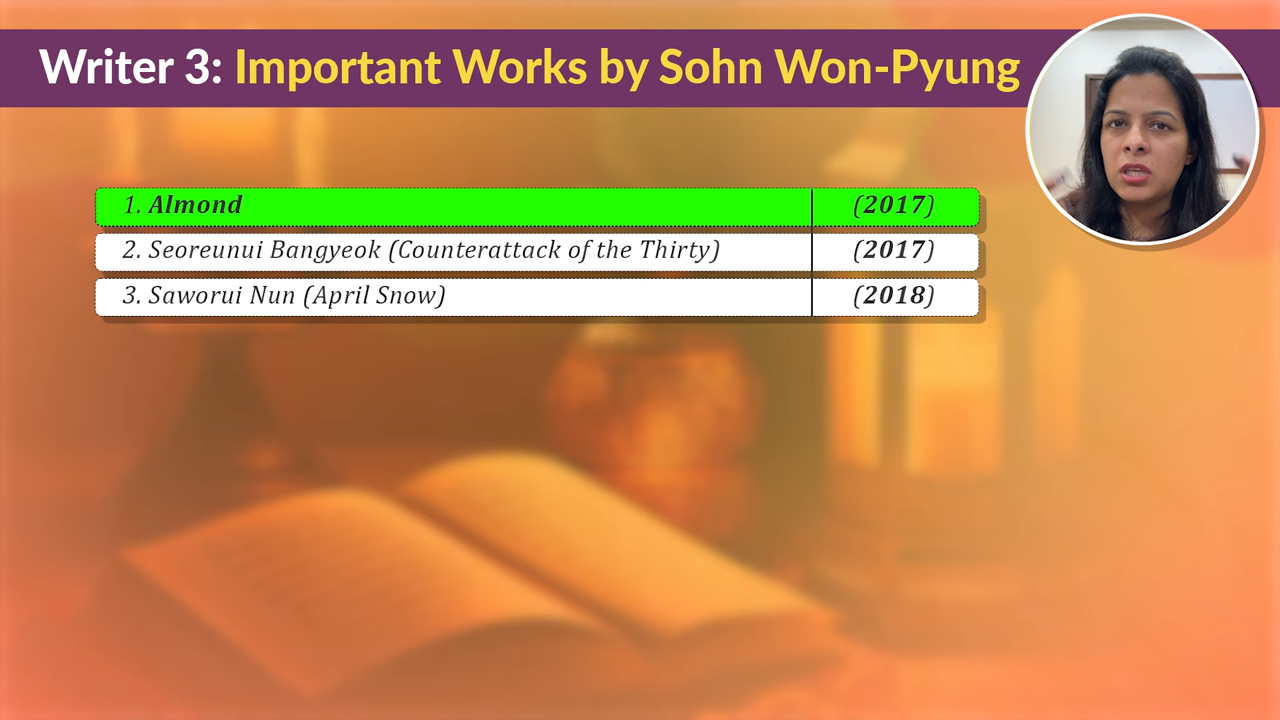 Writer 3: Important Works by Sohn Won-Pyung
1. Almond (2017)
2. Seoreunui Bangyeok (Counterattack of the Thirty) (2017)
3. Saworui Nun (April Snow) (2018)